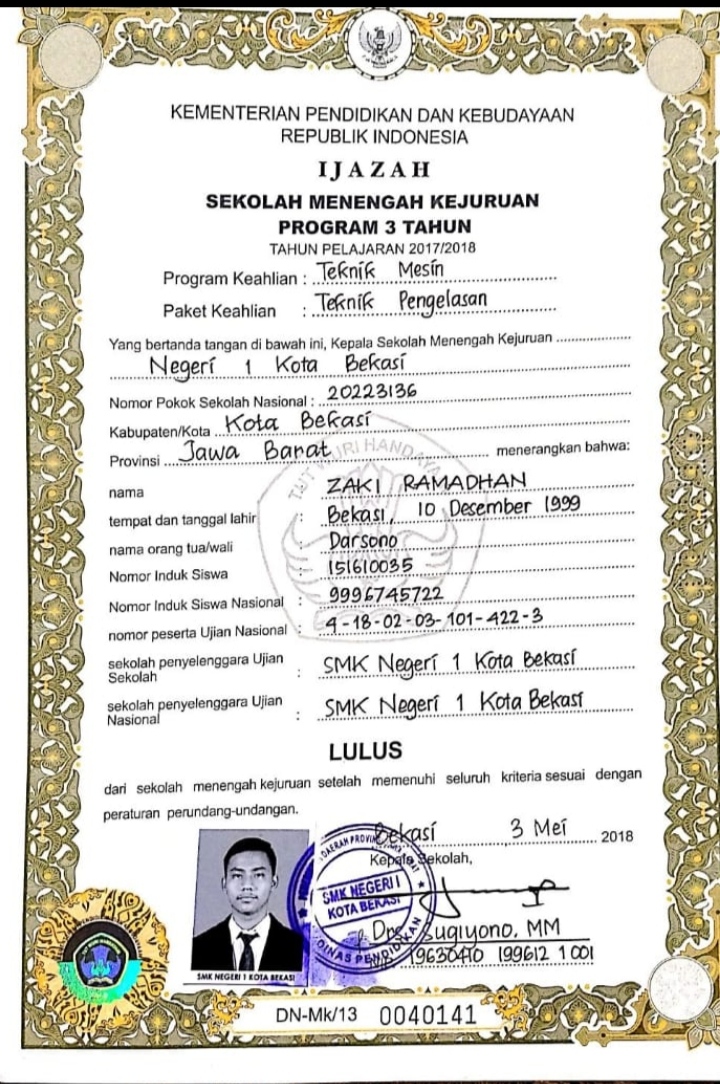 KEMENTERIAN PENDIDIKAN DAN KEBUDAYAAN
REPUBLIK INDONESIA
IJAZAH
SEKOLAH MENENGAH KEJURUAN
PROGRAM 3 TAHUN
TAHUN PELAJARAN 2017/2018
Program Keahlian : Teknik Mesin
Paket Keahlian : Teknik Pengelasan
Yang bertanda tangan di bawah ini, Kepala Sekolah Menengah Kejuruan
Negeri 1 Kota Bekasi
Nomor Pokok Sekolah Nasional : 20223136
Kabupaten/Kota Kota Bekasi
Provinsi Jawa Barat menerangkan bahwa:
TUT WURI HANDAYANI
nama : ZAKI RAMADHAN
tempat dan tanggal lahir : Bekasi, 10 Desember 1999
nama orang tua/wali : Darsono
Nomor Induk Siswa : 151610035
Nomor Induk Siswa Nasional : 9996745722
nomor peserta Ujian Nasional : 4-18-02-03-101-422-3
sekolah penyelenggara Ujian
Sekolah : SMK Negeri 1 Kota Bekasi
sekolah penyelenggara Ujian
Nasional : SMK Negeri 1 Kota Bekasi
LULUS
dari sekolah menengah kejuruan setelah memenuhi seluruh kriteria sesuai dengan
peraturan perundang-undangan.
Bekasi 3 Mei 2018
Kepala Sekolah,
DAERAH PROVINSI
SMK NEGERI 1
KOTA BEKASI
DINAS PENDIDIKAN
Drs. Sugiyono, MM
19630410 199612 1 001
SMK NEGERI 1 KOTA BEKASI
DN-Mk/13 0040141